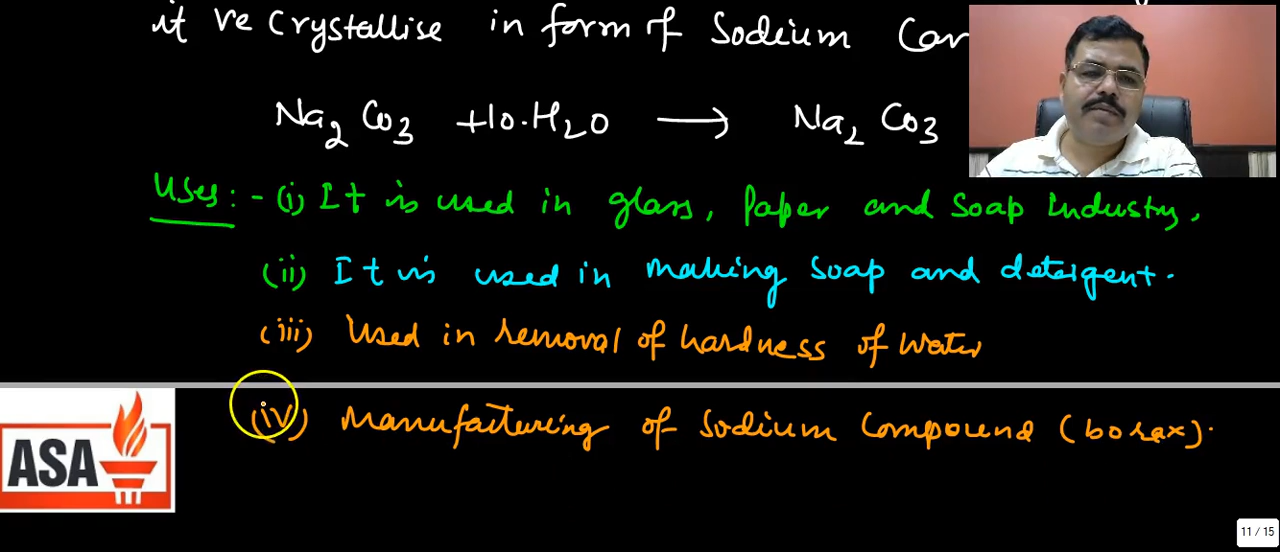 it re crystallise in form of Sodium Car
Na2 Co3 +10.H2O → Na2 Co3
Uses:- (i) It is used in glass, Paper and Soap Industry,
(ii) It is used in making Soap and detergent.
(iii) Used in removal of hardness of Water
(iv) Manufacturing of Sodium Compound (borax).
ASA
11 / 15